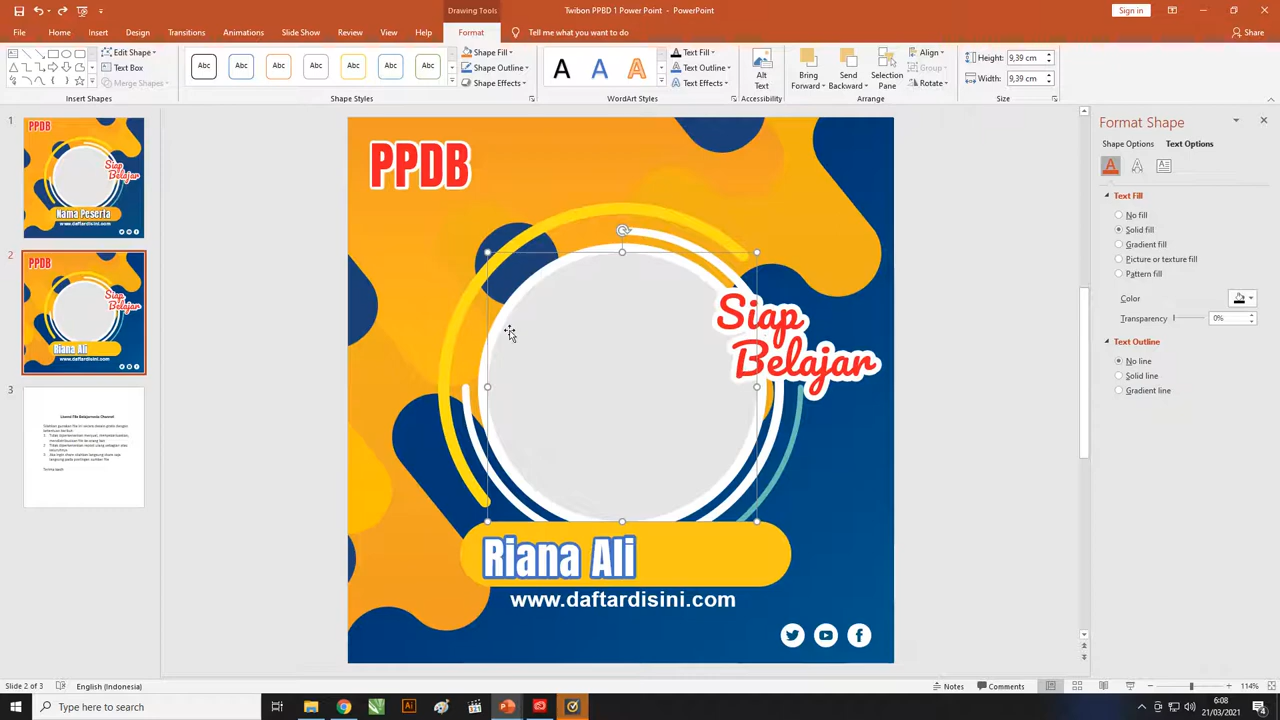 Drawing Tools
Twibon PPBD 1 Power Point - PowerPoint
Sign in
File
Home
Insert
Design
Transitions
Animations
Slide Show
Review
View
Help
Format
Tell me what you want to do
Share
Edit Shape
Text Box
Merge Shapes
Insert Shapes
Abc
Abc
Abc
Abc
Abc
Abc
Abc
Shape Fill
Shape Outline
Shape Effects
Shape Styles
A
A
A
Text Fill
Text Outline
Text Effects
WordArt Styles
Alt
Text
Accessibility
Bring
Forward
Send
Backward
Selection
Pane
Align
Group
Rotate
Arrange
Height:
9,39 cm
Width:
9,39 cm
Size
1
PPDB
Siap
Belajar
Nama Peserta
www.daftardisini.com
2
PPDB
Siap
Belajar
Riana Ali
www.daftardisini.com
3
PPDB
Siap
Belajar
Riana Ali
www.daftardisini.com
Format Shape
Shape Options
Text Options
Text Fill
No fill
Solid fill
Gradient fill
Picture or texture fill
Pattern fill
Color
Transparency
0%
Text Outline
No line
Solid line
Gradient line
Slide 2 of 3
English (Indonesia)
Notes
Comments
114%
Type here to search
6:08
21/03/2021